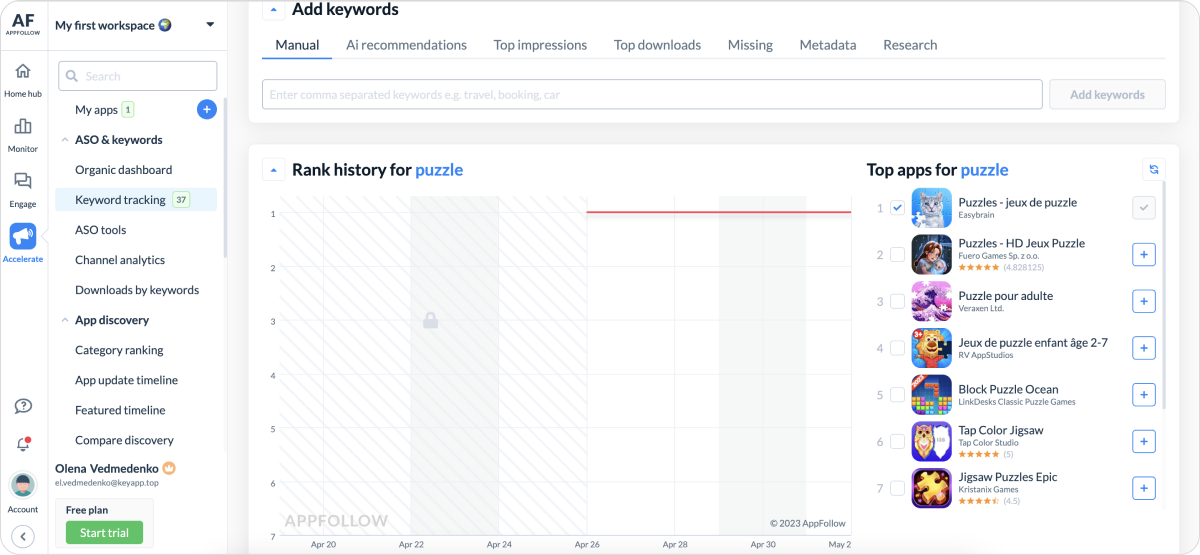 AF
APPFOLLOW
Home hub
Monitor
Engage
Accelerate
Account
My first workspace
Search
My apps 1
ASO & keywords
Organic dashboard
Keyword tracking 37
ASO tools
Channel analytics
Downloads by keywords
App discovery
Category ranking
App update timeline
Featured timeline
Compare discovery
Olena Vedmedenko
el.vedmedenko@keyapp.top
Free plan
Start trial
Add keywords
Manual Ai recommendations Top impressions Top downloads Missing Metadata Research
Enter comma separated keywords e.g. travel, booking, car
Add keywords
Rank history for puzzle
1
2
3
4
5
6
7
APPFOLLOW
© 2023 AppFollow
Apr 20 Apr 22 Apr 24 Apr 26 Apr 28 Apr 30 May 2
Top apps for puzzle
1 Puzzles - jeux de puzzle
Easybrain
2 Puzzles - HD Jeux Puzzle
Fuero Games Sp. z o.o.
(4.828125)
3 Puzzle pour adulte
Veraxen Ltd.
4 Jeux de puzzle enfant âge 2-7
RV AppStudios
3+
5 Block Puzzle Ocean
LinkDesks Classic Puzzle Games
6 Tap Color Jigsaw
Tap Color Studio
(5)
7 Jigsaw Puzzles Epic
Kristanix Games
(4.5)